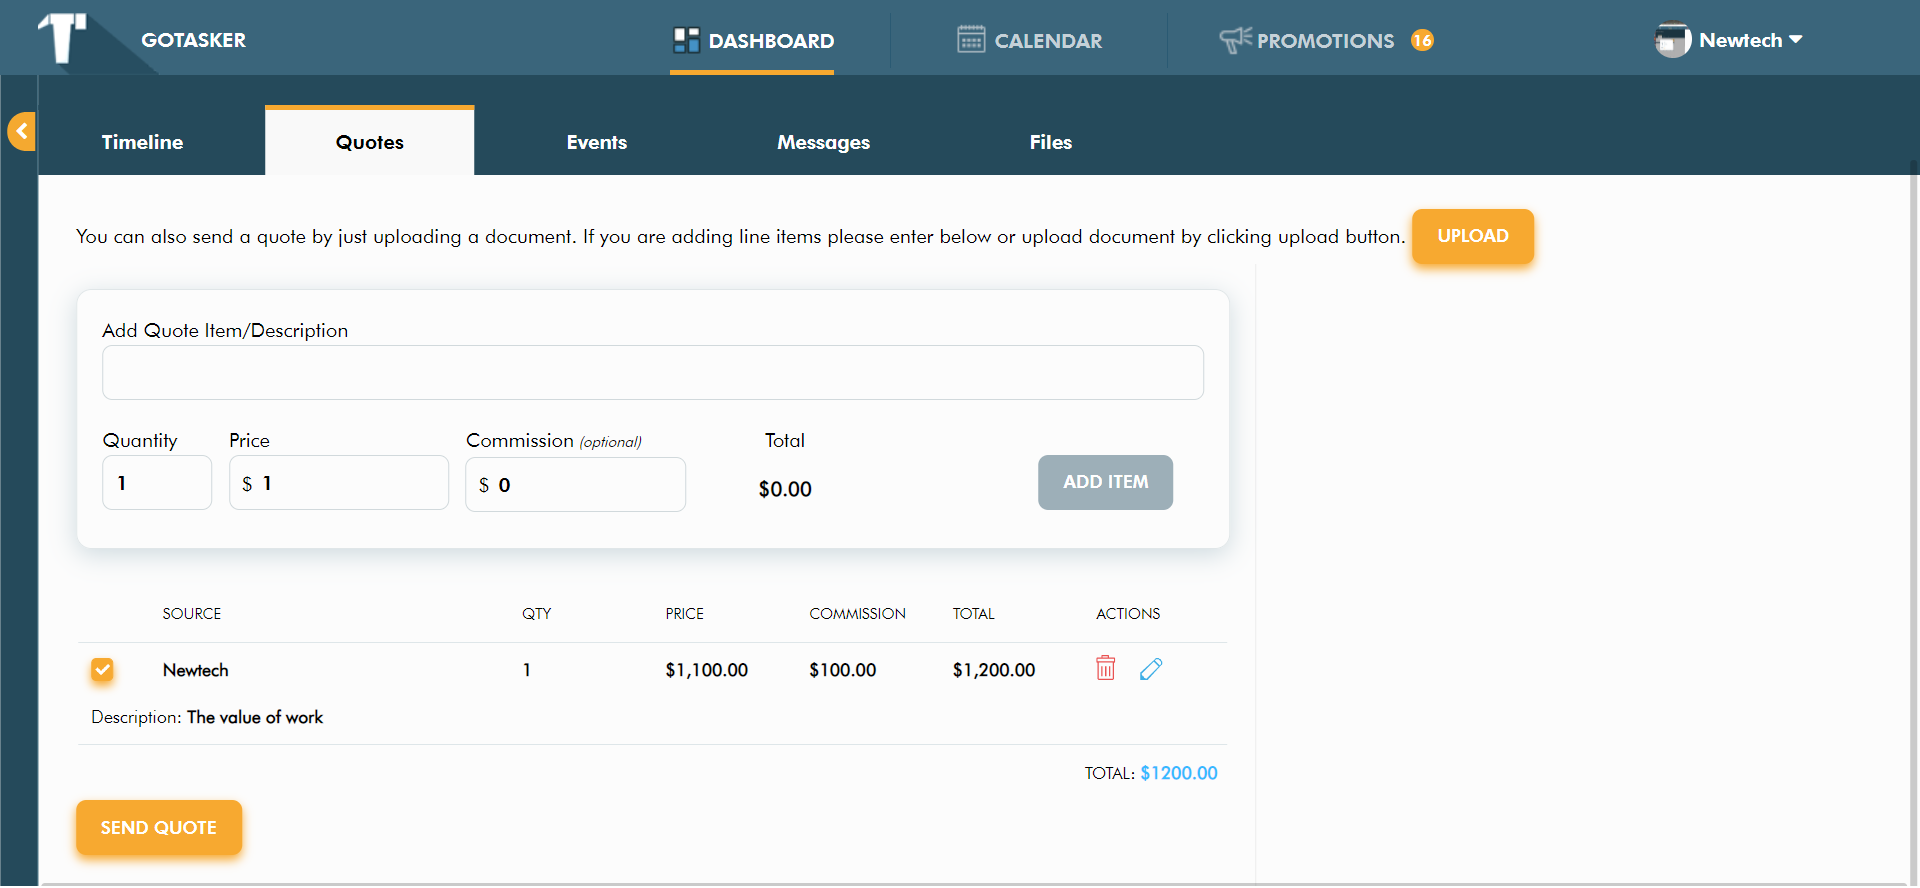 GOTASKER
DASHBOARD
CALENDAR
PROMOTIONS 16
Newtech
Timeline
Quotes
Events
Messages
Files
You can also send a quote by just uploading a document. If you are adding line items please enter below or upload document by clicking upload button.
UPLOAD
Add Quote Item/Description
Quantity Price Commission (optional) Total
1 $ 1 $ 0 $0.00
ADD ITEM
SOURCE QTY PRICE COMMISSION TOTAL ACTIONS
Newtech 1 $1,100.00 $100.00 $1,200.00
Description: The value of work
TOTAL: $1200.00
SEND QUOTE